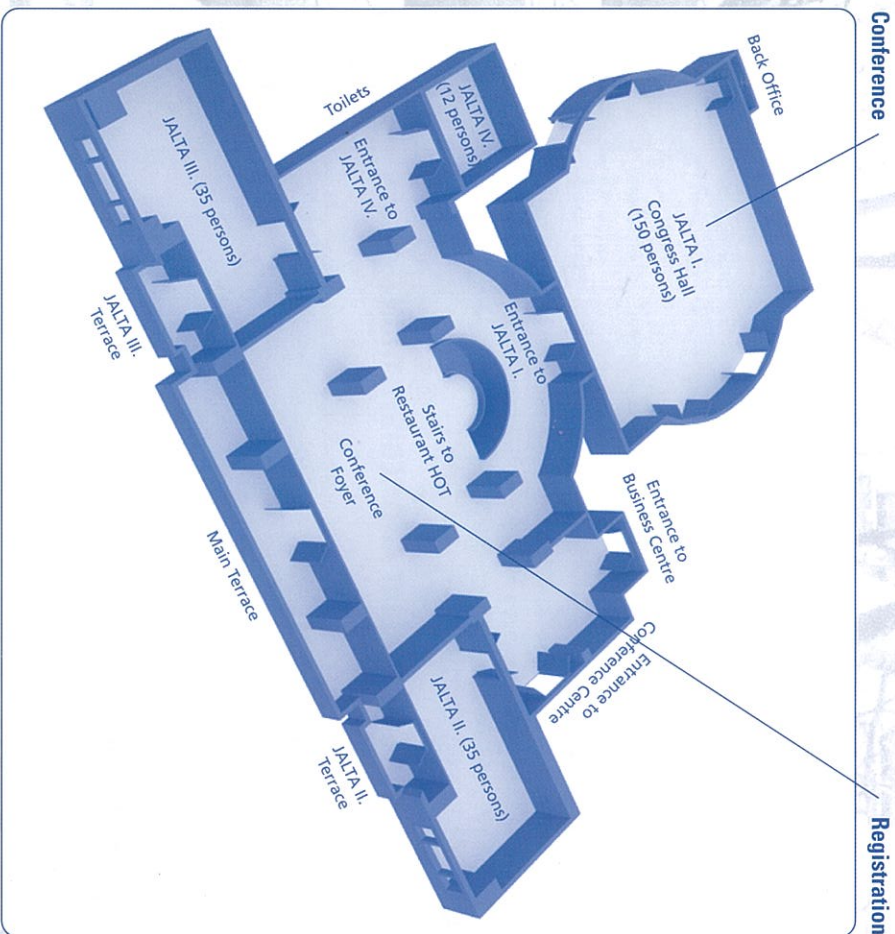 Conference
Registration
Back Office
JALTA I.
Congress Hall
(150 persons)
JALTA IV.
(12 persons)
Toilets
Entrance to
JALTA IV.
JALTA III. (35 persons)
JALTA III.
Terrace
Entrance to
JALTA I.
Stairs to
Restaurant HOT
Conference
Foyer
Main Terrace
Entrance to
Business Centre
Entrance to
Conference Centre
JALTA II. (35 persons)
JALTA II.
Terrace